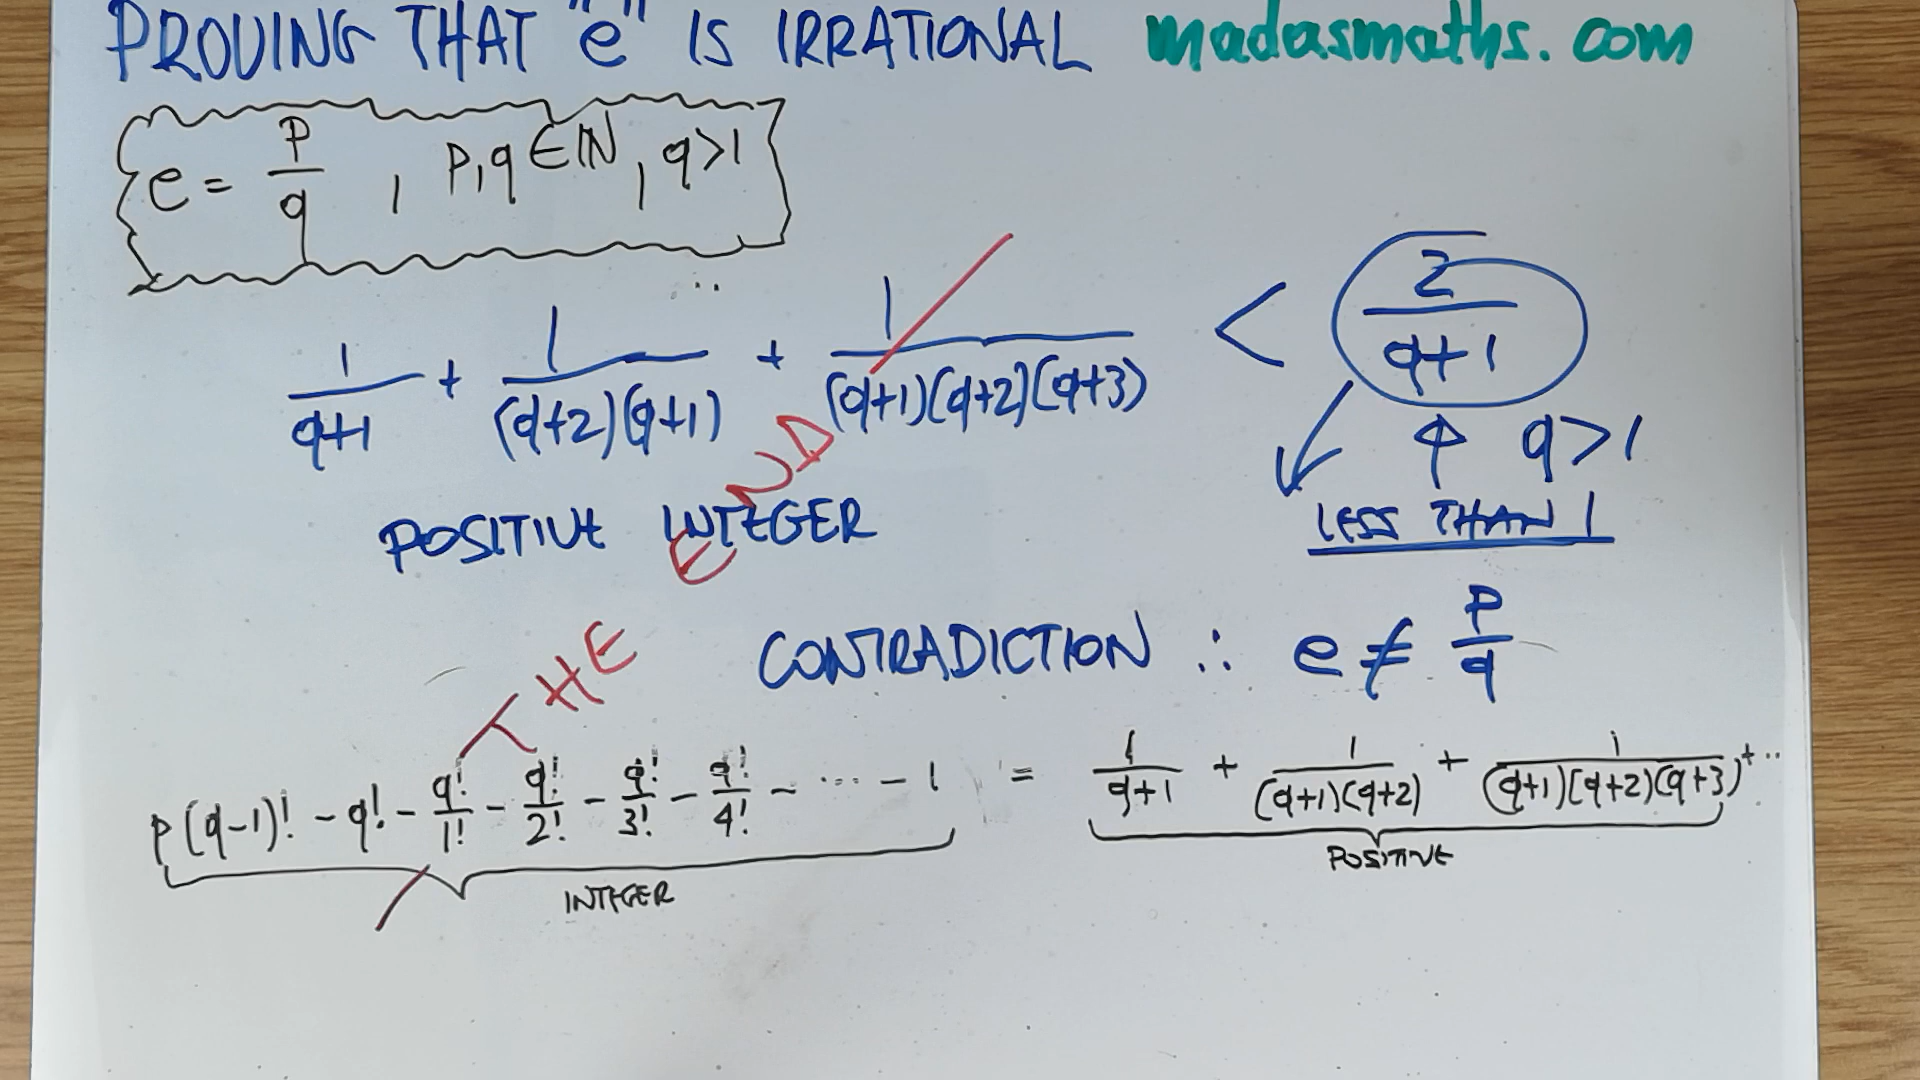 PROVING THAT "e" IS IRRATIONAL madasmaths.com
e = p/q , p,q ∈ ℕ , q>1
1/(q+1) + 1/((q+2)(q+1)) + 1/((q+1)(q+2)(q+3)) < 2/(q+1)
q>1
POSITIVE INTEGER
LESS THAN 1
CONTRADICTION ∴ e ≠ p/q
THE END
p(q-1)! - q! - q!/1! - q!/2! - q!/3! - q!/4! - ... - 1 = 1/(q+1) + 1/((q+1)(q+2)) + 1/((q+1)(q+2)(q+3)) + ..
INTEGER
POSITIVE